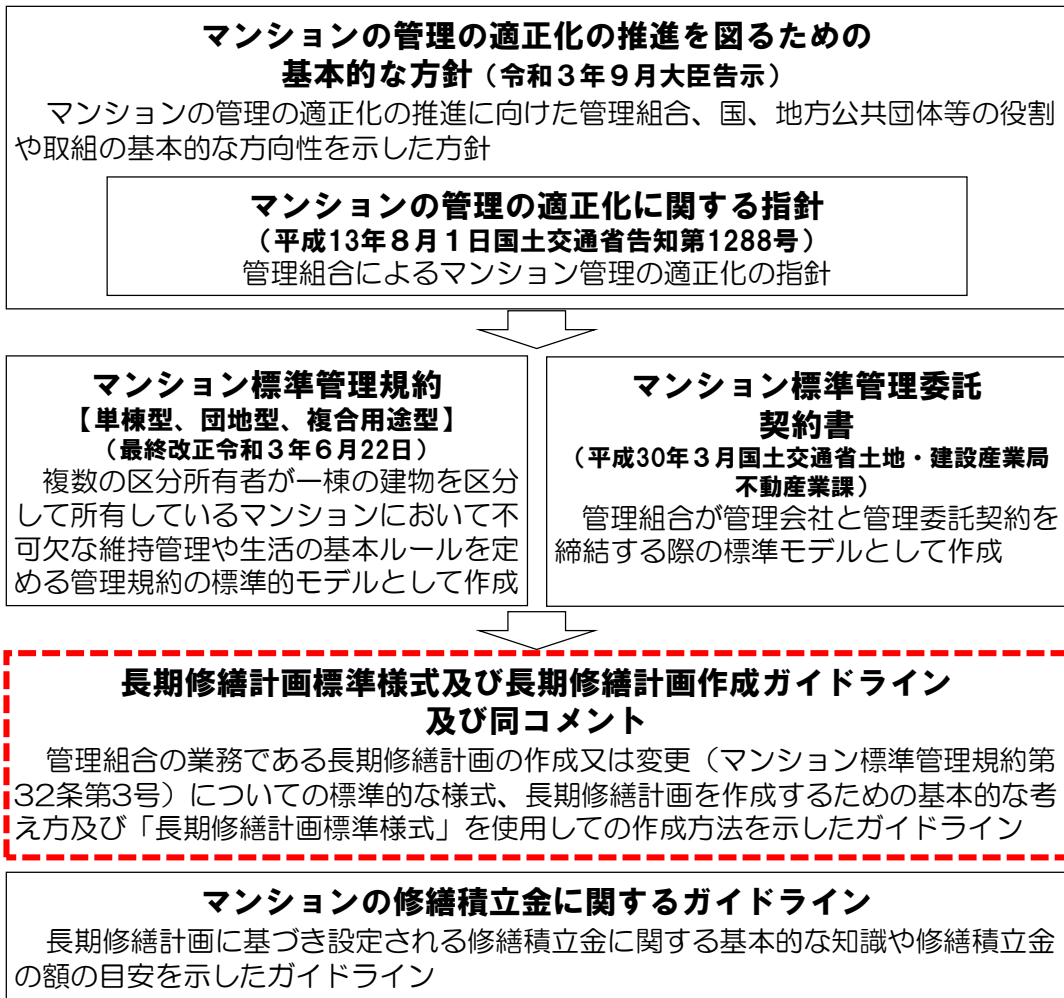 マンションの管理の適正化の推進を図るための
基本的な方針（令和３年９月大臣告示）
マンションの管理の適正化の推進に向けた管理組合、国、地方公共団体等の役割
や取組の基本的な方向性を示した方針
マンションの管理の適正化に関する指針
（平成13年８月１日国土交通省告知第1288号）
管理組合によるマンション管理の適正化の指針
マンション標準管理規約
【単棟型、団地型、複合用途型】
（最終改正令和３年６月22日）
複数の区分所有者が一棟の建物を区分
して所有しているマンションにおいて不
可欠な維持管理や生活の基本ルールを定
める管理規約の標準的モデルとして作成
マンション標準管理委託
契約書
（平成30年３月国土交通省土地・建設産業局
不動産業課）
管理組合が管理会社と管理委託契約を
締結する際の標準モデルとして作成
長期修繕計画標準様式及び長期修繕計画作成ガイドライン
及び同コメント
管理組合の業務である長期修繕計画の作成又は変更（マンション標準管理規約第
32条第3号）についての標準的な様式、長期修繕計画を作成するための基本的な考
え方及び「長期修繕計画標準様式」を使用しての作成方法を示したガイドライン
マンションの修繕積立金に関するガイドライン
長期修繕計画に基づき設定される修繕積立金に関する基本的な知識や修繕積立金
の額の目安を示したガイドライン